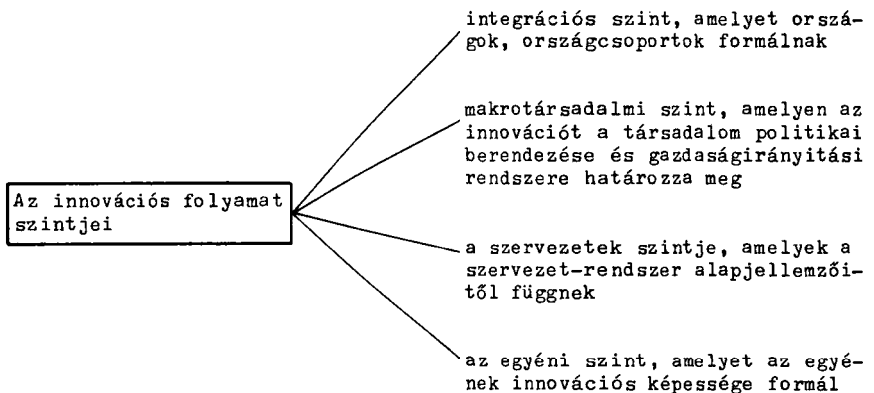 integrációs szint, amelyet orszá-
gok, országcsoportok formálnak
makrotársadalmi szint, amelyen az
innovációt a társadalom politikai
berendezése és gazdaságirányitási
rendszere határozza meg
Az innovációs folyamat
szintjei
a szervezetek szintje, amelyek a
szervezet-rendszer alapjellemzői-
től függnek
az egyéni szint, amelyet az egyé-
nek innovációs képessége formál